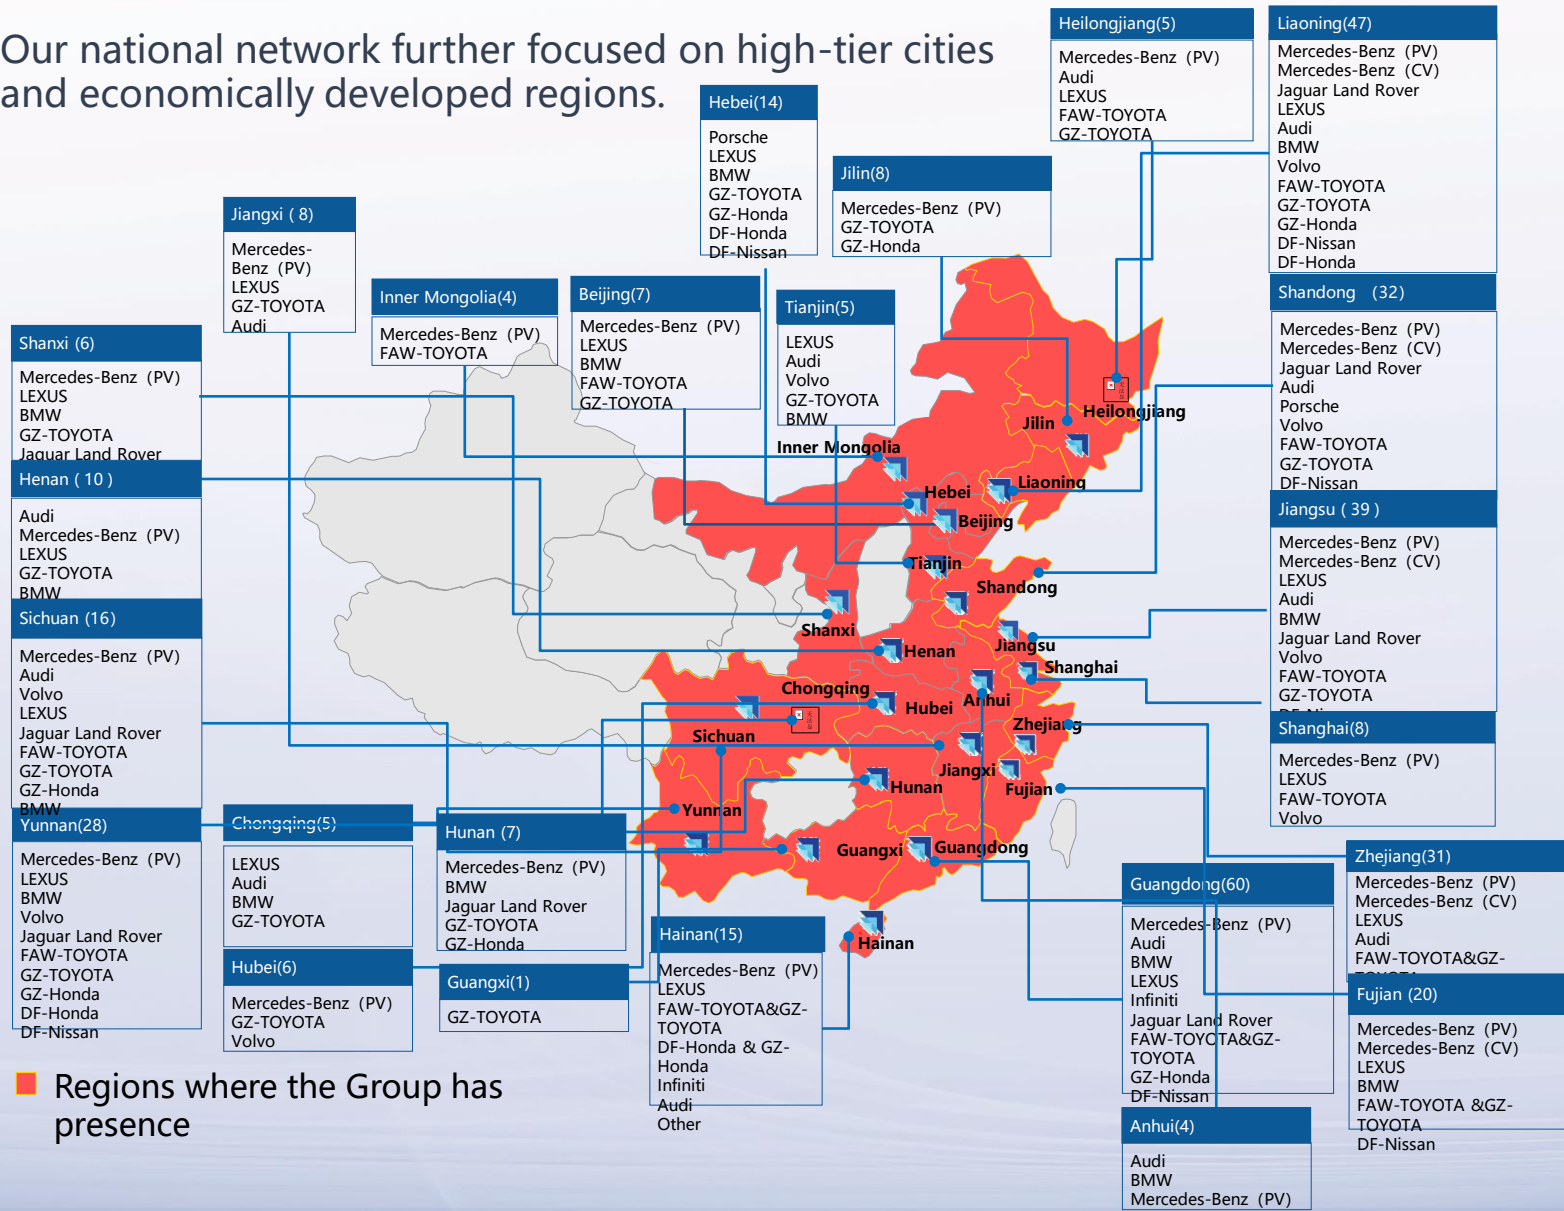 Our national network further focused on high-tier cities
and economically developed regions.
Heilongjiang(5)
Mercedes-Benz (PV)
Audi
LEXUS
FAW-TOYOTA
GZ-TOYOTA
Liaoning(47)
Mercedes-Benz (PV)
Mercedes-Benz (CV)
Jaguar Land Rover
LEXUS
Audi
BMW
Volvo
FAW-TOYOTA
GZ-TOYOTA
GZ-Honda
DF-Nissan
DF-Honda
Hebei(14)
Porsche
LEXUS
BMW
GZ-TOYOTA
GZ-Honda
DF-Honda
DF-Nissan
Jilin(8)
Mercedes-Benz (PV)
GZ-TOYOTA
GZ-Honda
Jiangxi ( 8)
Mercedes-
Benz (PV)
LEXUS
GZ-TOYOTA
Audi
Inner Mongolia(4)
Mercedes-Benz (PV)
FAW-TOYOTA
Beijing(7)
Mercedes-Benz (PV)
LEXUS
BMW
FAW-TOYOTA
GZ-TOYOTA
Tianjin(5)
LEXUS
Audi
Volvo
GZ-TOYOTA
BMW
Shandong (32)
Mercedes-Benz (PV)
Mercedes-Benz (CV)
Jaguar Land Rover
Audi
Porsche
Volvo
FAW-TOYOTA
GZ-TOYOTA
DF-Nissan
Shanxi (6)
Mercedes-Benz (PV)
LEXUS
BMW
GZ-TOYOTA
Jaguar Land Rover
Henan ( 10 )
Audi
Mercedes-Benz (PV)
LEXUS
GZ-TOYOTA
BMW
Jiangsu ( 39 )
Mercedes-Benz (PV)
Mercedes-Benz (CV)
LEXUS
Audi
BMW
Jaguar Land Rover
Volvo
FAW-TOYOTA
GZ-TOYOTA
Sichuan (16)
Mercedes-Benz (PV)
Audi
Volvo
LEXUS
Jaguar Land Rover
FAW-TOYOTA
GZ-TOYOTA
GZ-Honda
BMW
Shanghai(8)
Mercedes-Benz (PV)
LEXUS
FAW-TOYOTA
Volvo
Heilongjiang
Jilin
Inner Mongolia
Liaoning
Hebei
Beijing
Tianjin
Shandong
Shanxi
Jiangsu
Henan
Shanghai
Chongqing
Anhui
Hubei
Zhejiang
Sichuan
Jiangxi
Hunan
Fujian
Yunnan
Guangxi
Guangdong
Hainan
Yunnan(28)
Mercedes-Benz (PV)
LEXUS
BMW
Volvo
Jaguar Land Rover
FAW-TOYOTA
GZ-TOYOTA
GZ-Honda
DF-Honda
DF-Nissan
Chongqing(5)
LEXUS
Audi
BMW
GZ-TOYOTA
Hunan (7)
Mercedes-Benz (PV)
BMW
Jaguar Land Rover
GZ-TOYOTA
GZ-Honda
Hubei(6)
Mercedes-Benz (PV)
GZ-TOYOTA
Volvo
Guangxi(1)
GZ-TOYOTA
Hainan(15)
Mercedes-Benz (PV)
LEXUS
FAW-TOYOTA&GZ-
TOYOTA
DF-Honda & GZ-
Honda
Infiniti
Audi
Other
Guangdong(60)
Mercedes-Benz (PV)
Audi
BMW
LEXUS
Infiniti
Jaguar Land Rover
FAW-TOYOTA&GZ-
TOYOTA
GZ-Honda
DF-Nissan
Zhejiang(31)
Mercedes-Benz (PV)
Mercedes-Benz (CV)
LEXUS
Audi
FAW-TOYOTA&GZ-
TOYOTA
Fujian (20)
Mercedes-Benz (PV)
Mercedes-Benz (CV)
LEXUS
BMW
FAW-TOYOTA &GZ-
TOYOTA
DF-Nissan
Anhui(4)
Audi
BMW
Mercedes-Benz (PV)
Regions where the Group has
presence